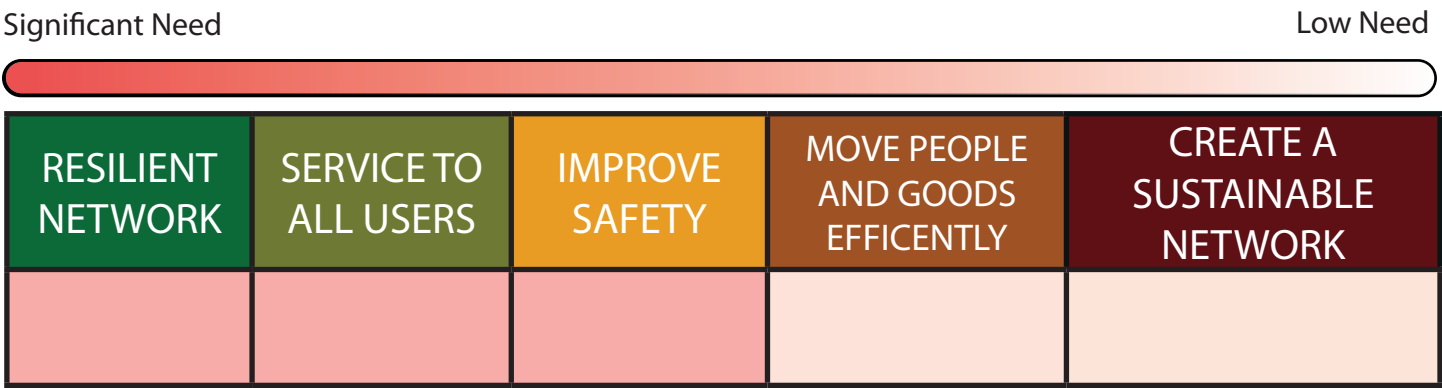 Significant Need
Low Need
RESILIENT
NETWORK
SERVICE TO
ALL USERS
IMPROVE
SAFETY
MOVE PEOPLE
AND GOODS
EFFICENTLY
CREATE A
SUSTAINABLE
NETWORK